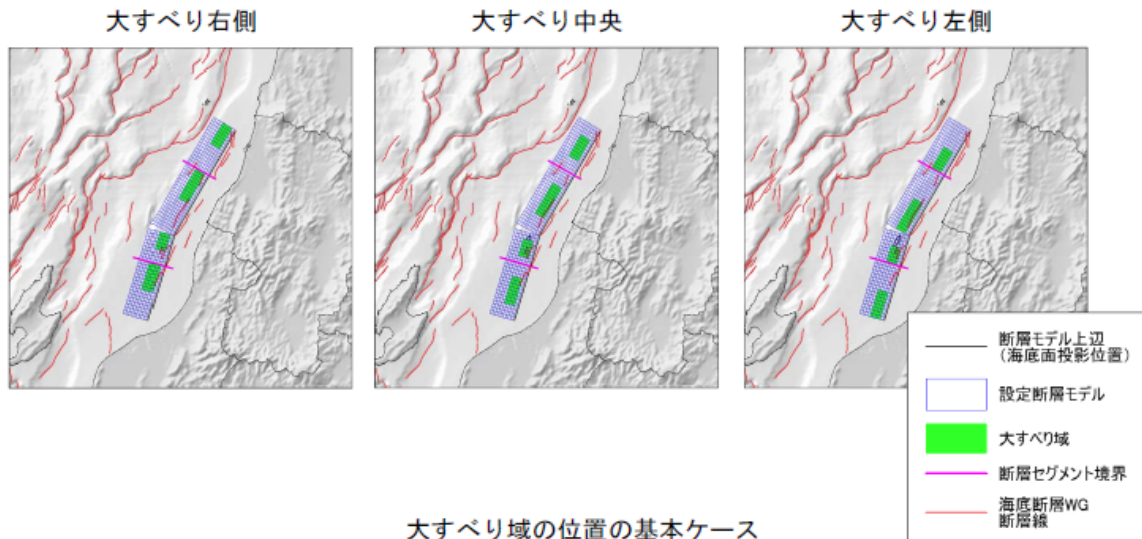 大すべり右側
大すべり中央
大すべり左側
断層モデル上辺
(海底面投影位置)
設定断層モデル
大すべり域
断層セグメント境界
海底断層WG
断層線
大すべり域の位置の基本ケース